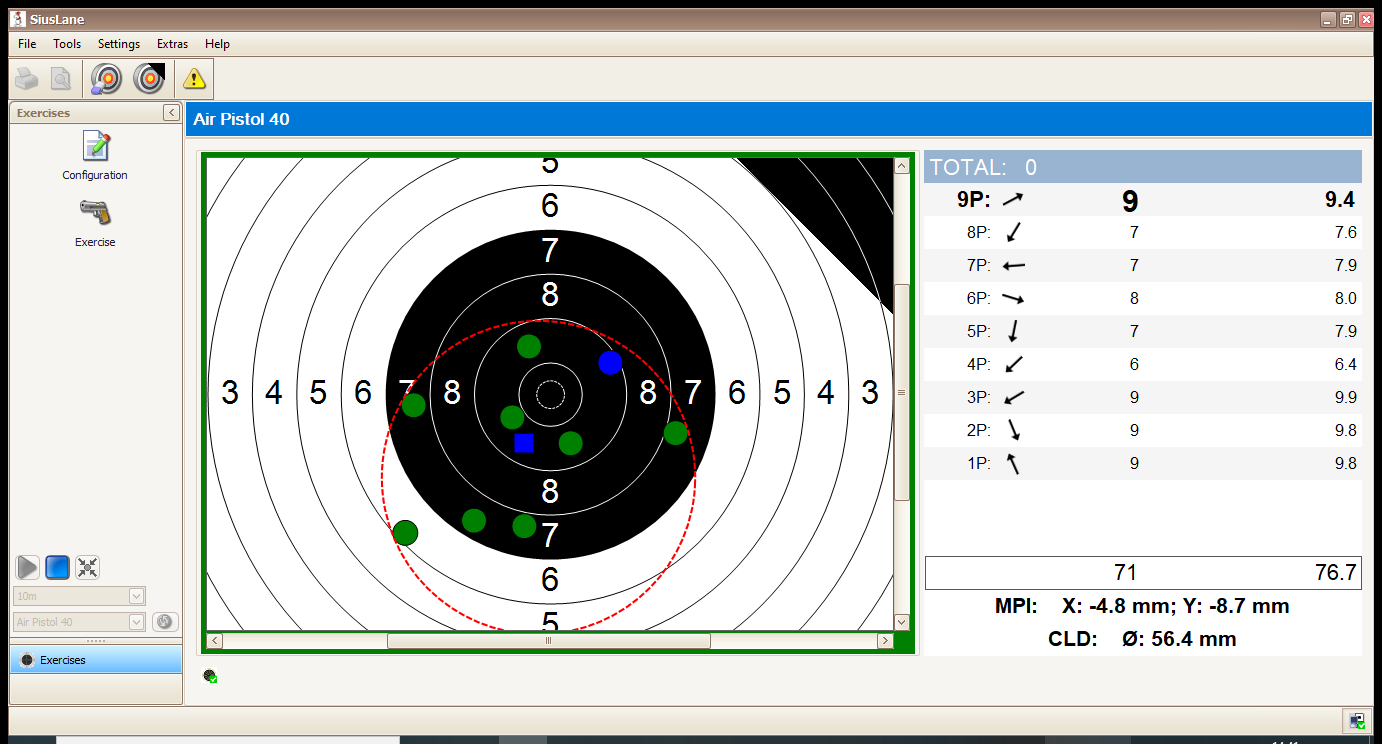 SiusLane
File Tools Settings Extras Help
Exercises
Configuration
Exercise
10m
Air Pistol 40
Exercises
Air Pistol 40
5
6
7
8
3 4 5 6 7 8 8 7 6 5 4 3
8
7
6
5
TOTAL: 0
9P: 9 9.4
8P: 7 7.6
7P: 7 7.9
6P: 8 8.0
5P: 7 7.9
4P: 6 6.4
3P: 9 9.9
2P: 9 9.8
1P: 9 9.8
71 76.7
MPI: X: -4.8 mm; Y: -8.7 mm
CLD: Ø: 56.4 mm